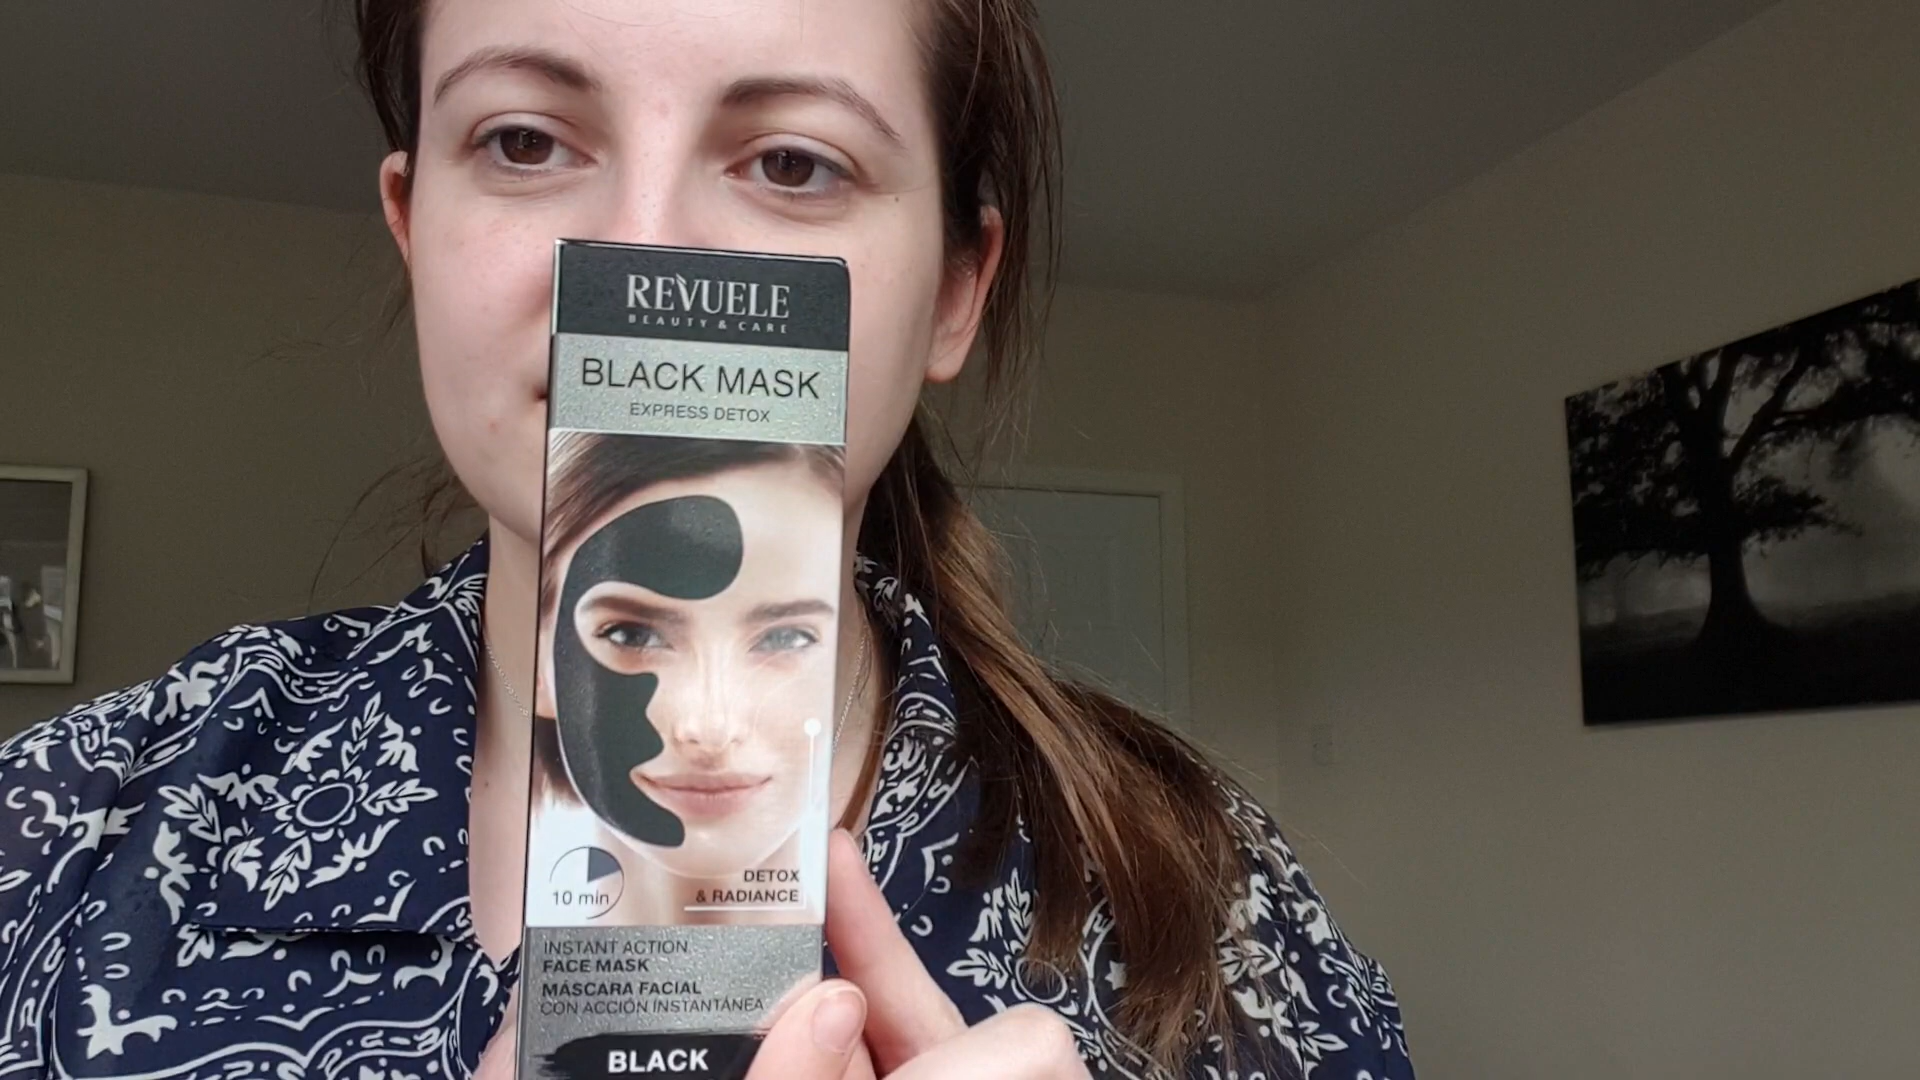 REVUELE
BEAUTY & CARE
BLACK MASK
EXPRESS DETOX
10 min
DETOX
& RADIANCE
INSTANT ACTION
FACE MASK
MÁSCARA FACIAL
CON ACCIÓN INSTANTÁNEA
BLACK